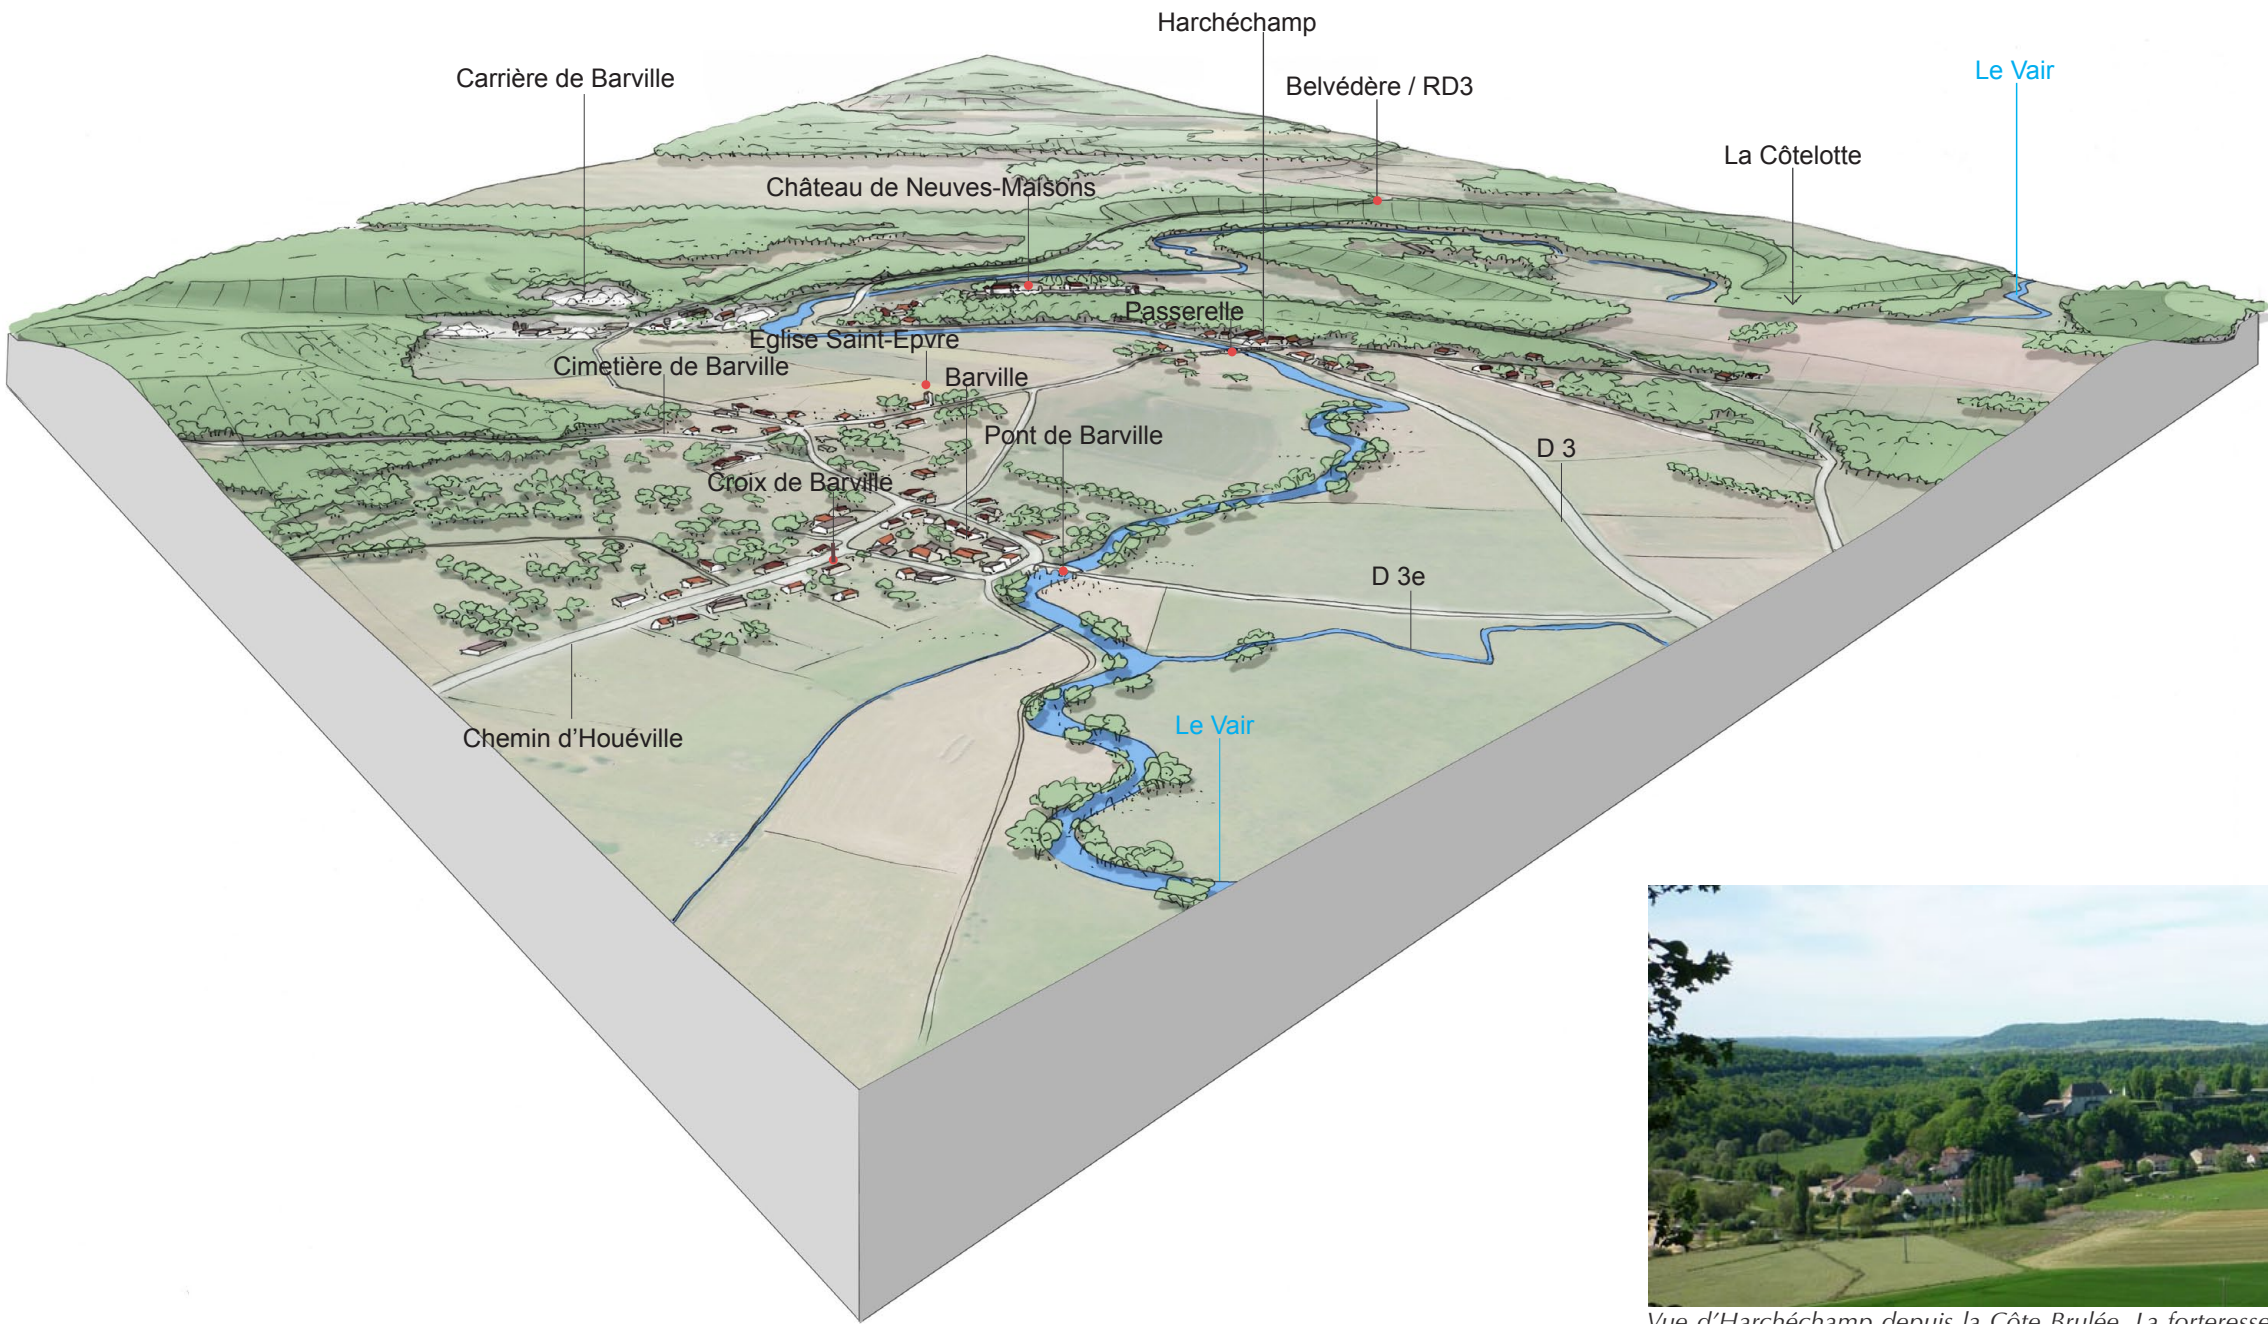 Harchéchamp
Carrière de Barville
Belvédère / RD3
Le Vair
La Côtelotte
Château de Neuves-Maisons
Passerelle
Eglise Saint-Epvre
Cimetière de Barville
Barville
Pont de Barville
D 3
Croix de Barville
D 3e
Le Vair
Chemin d'Houéville
Vue d'Harchéchamp depuis la Côte Brulée. La forteresse